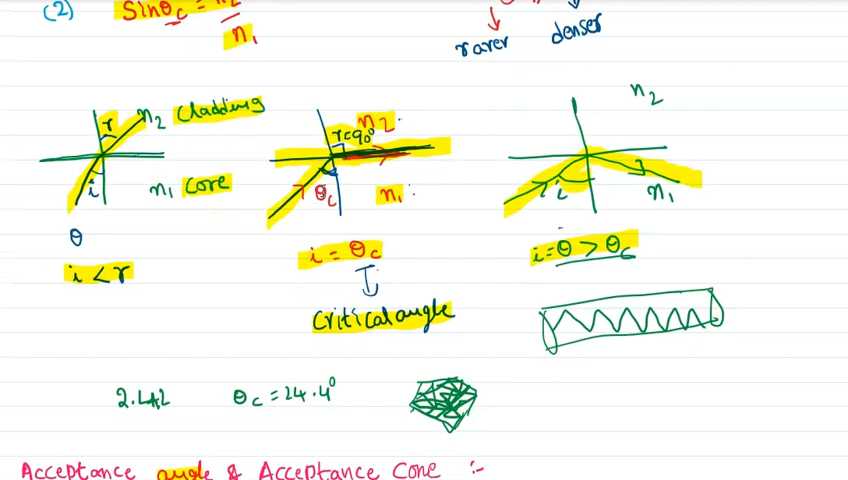 (2) Sinθc = n2
n1
rarer denser
r n2 Cladding
i n1 core
n2
r=90°
θc n1
n2
i n1
θ
i < r
i = θc
i = θ > θc
Critical angle
2.42 θc = 24.4°
Acceptance angle & Acceptance Cone :-